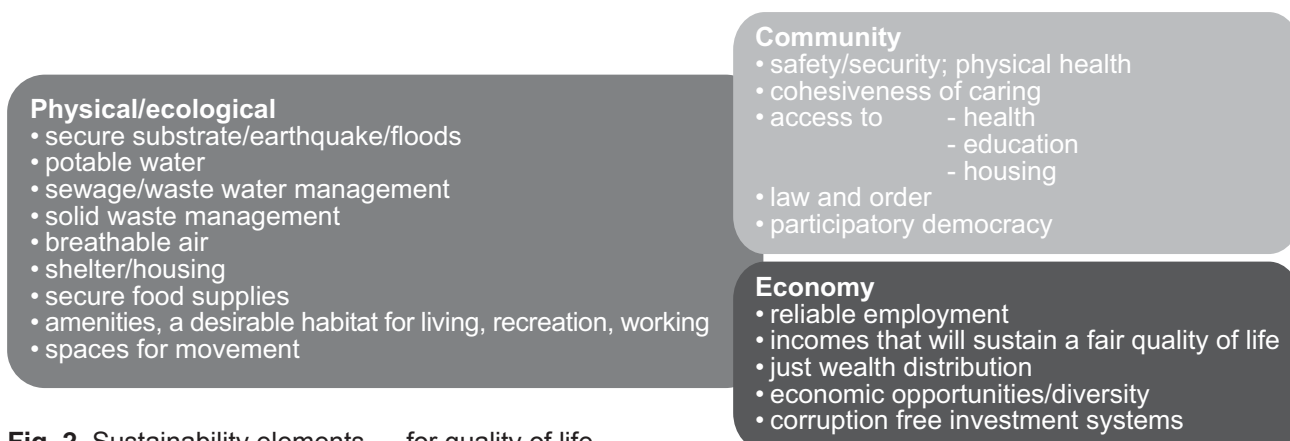 Physical/ecological
• secure substrate/earthquake/floods
• potable water
• sewage/waste water management
• solid waste management
• breathable air
• shelter/housing
• secure food supplies
• amenities, a desirable habitat for living, recreation, working
• spaces for movement
Community
• safety/security; physical health
• cohesiveness of caring
• access to - health
- education
- housing
• law and order
• participatory democracy
Economy
• reliable employment
• incomes that will sustain a fair quality of life
• just wealth distribution
• economic opportunities/diversity
• corruption free investment systems
Fig. 2. Sustainability elements … for quality of life